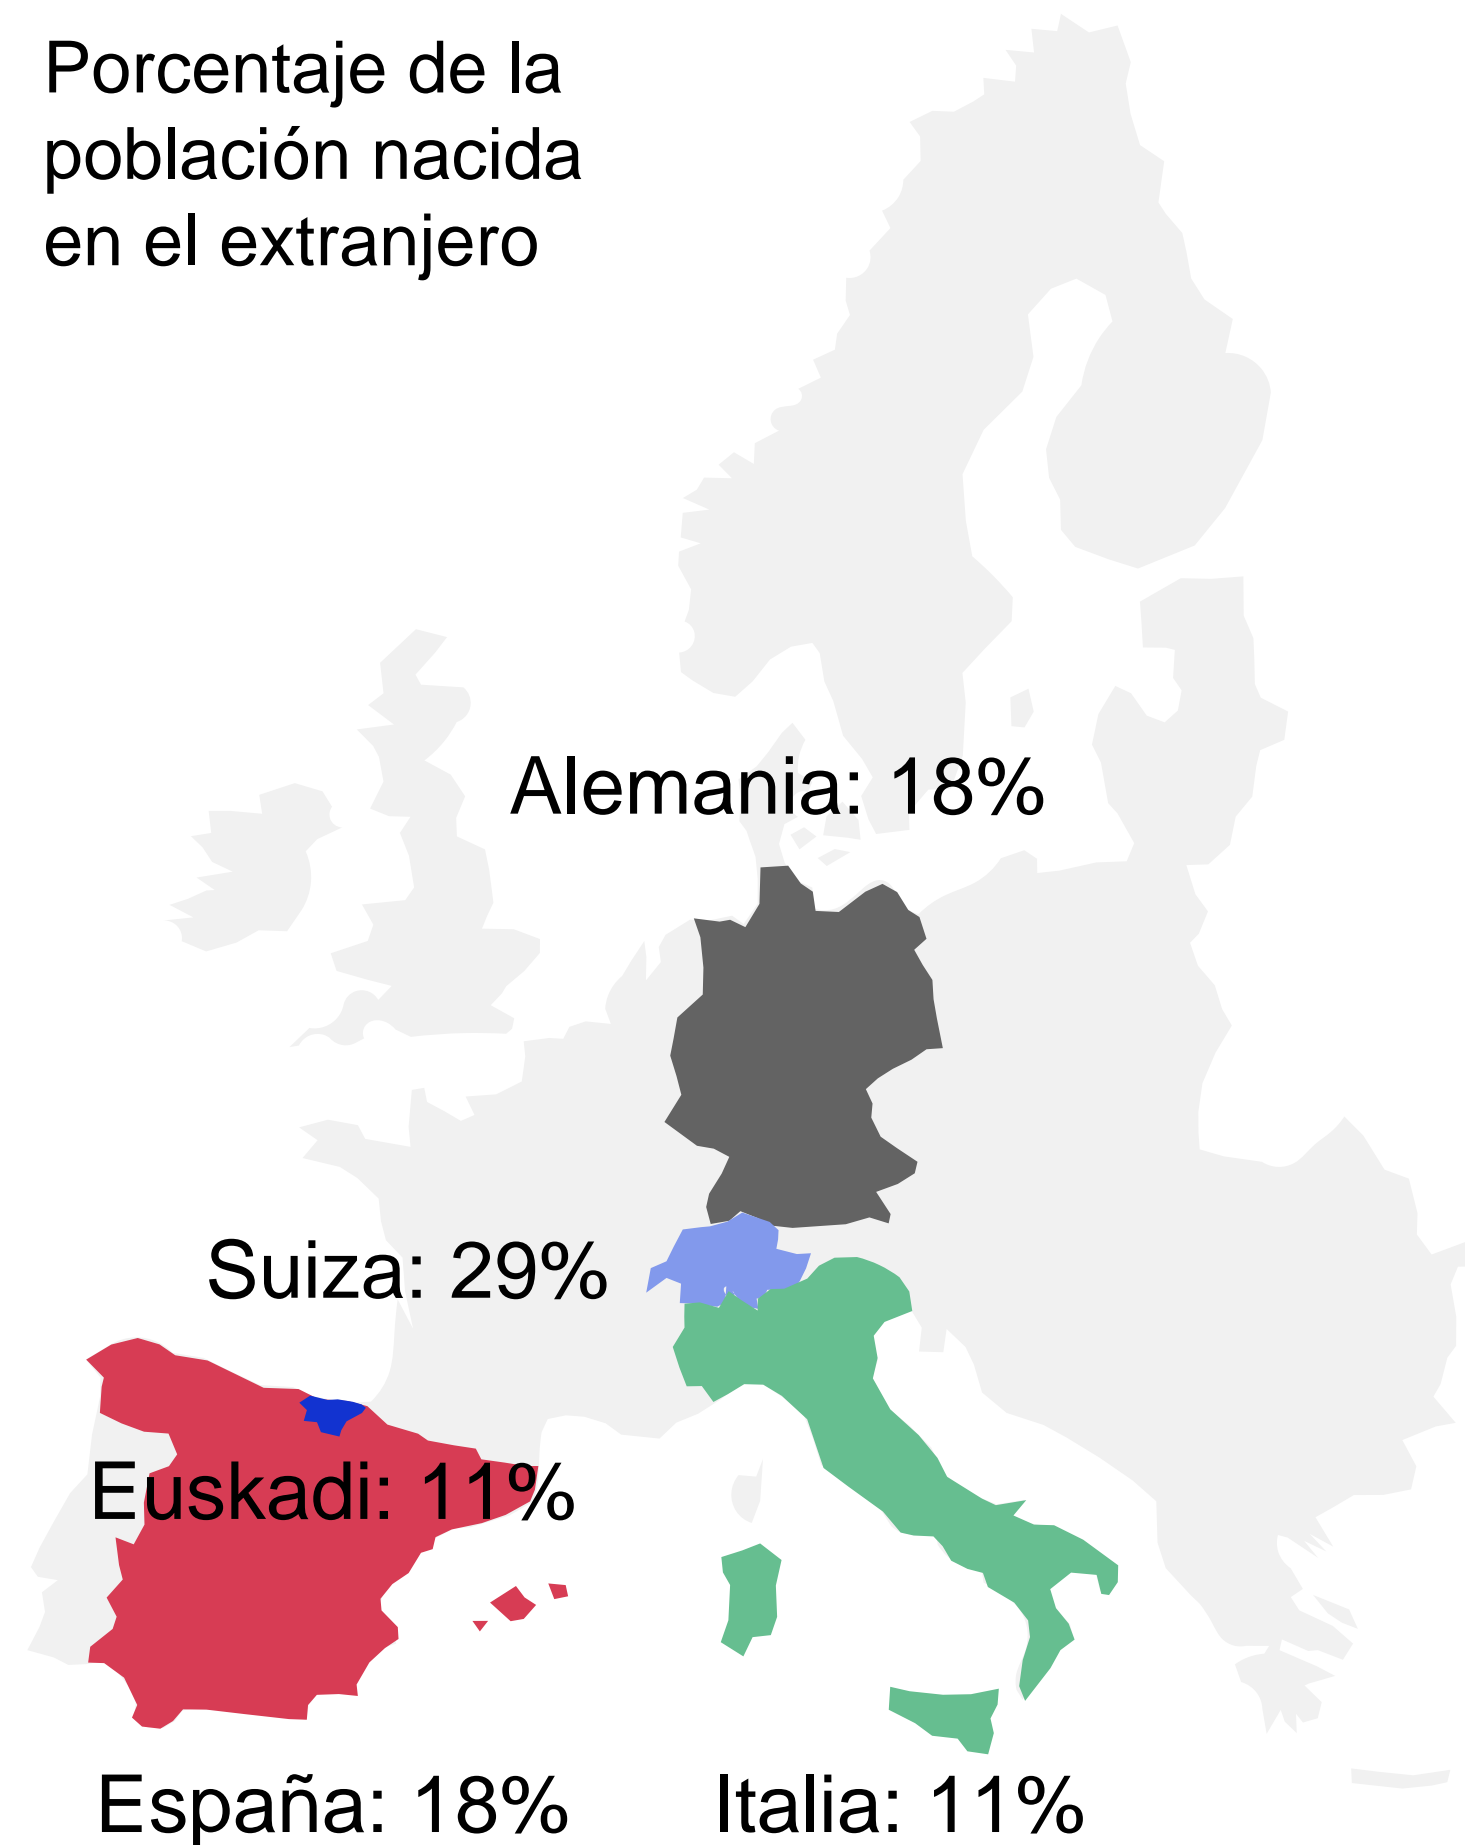 Porcentaje de la
población nacida
en el extranjero
Alemania: 18%
Suiza: 29%
Euskadi: 11%
España: 18%
Italia: 11%